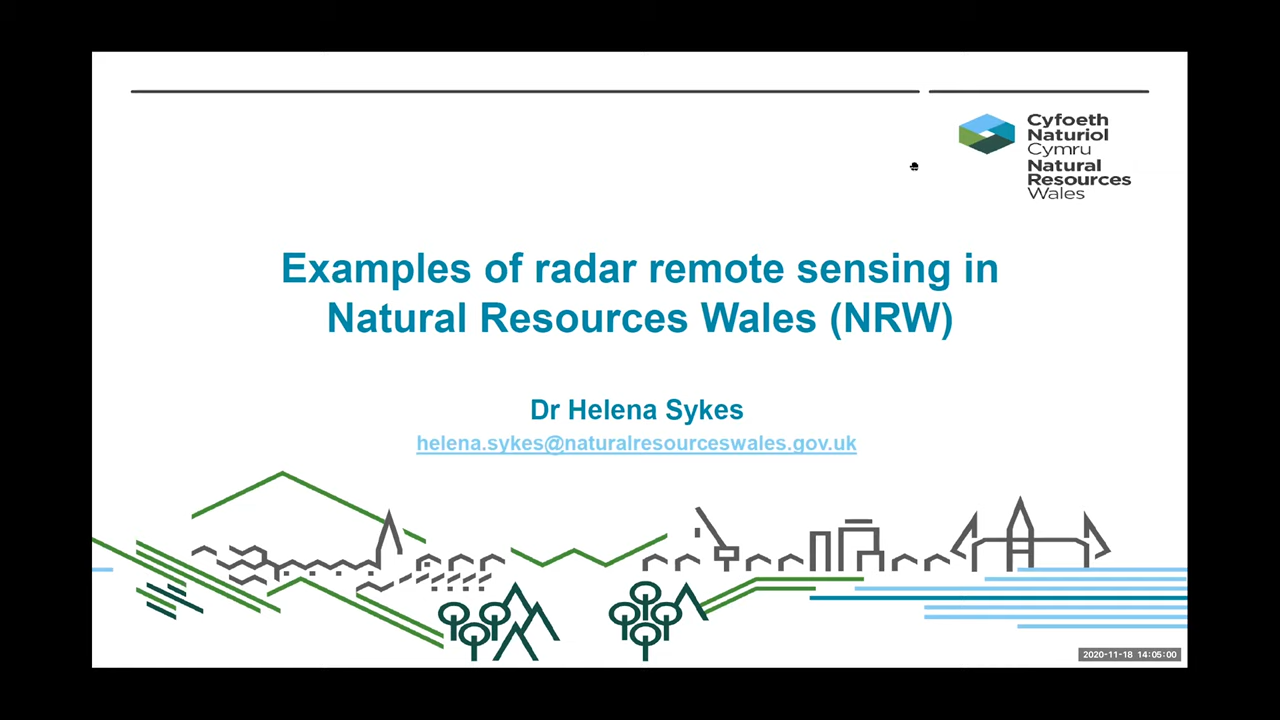 Cyfoeth
Naturiol
Cymru
Natural
Resources
Wales
Examples of radar remote sensing in
Natural Resources Wales (NRW)
Dr Helena Sykes
helena.sykes@naturalresourceswales.gov.uk
2020-11-18 14:05:00